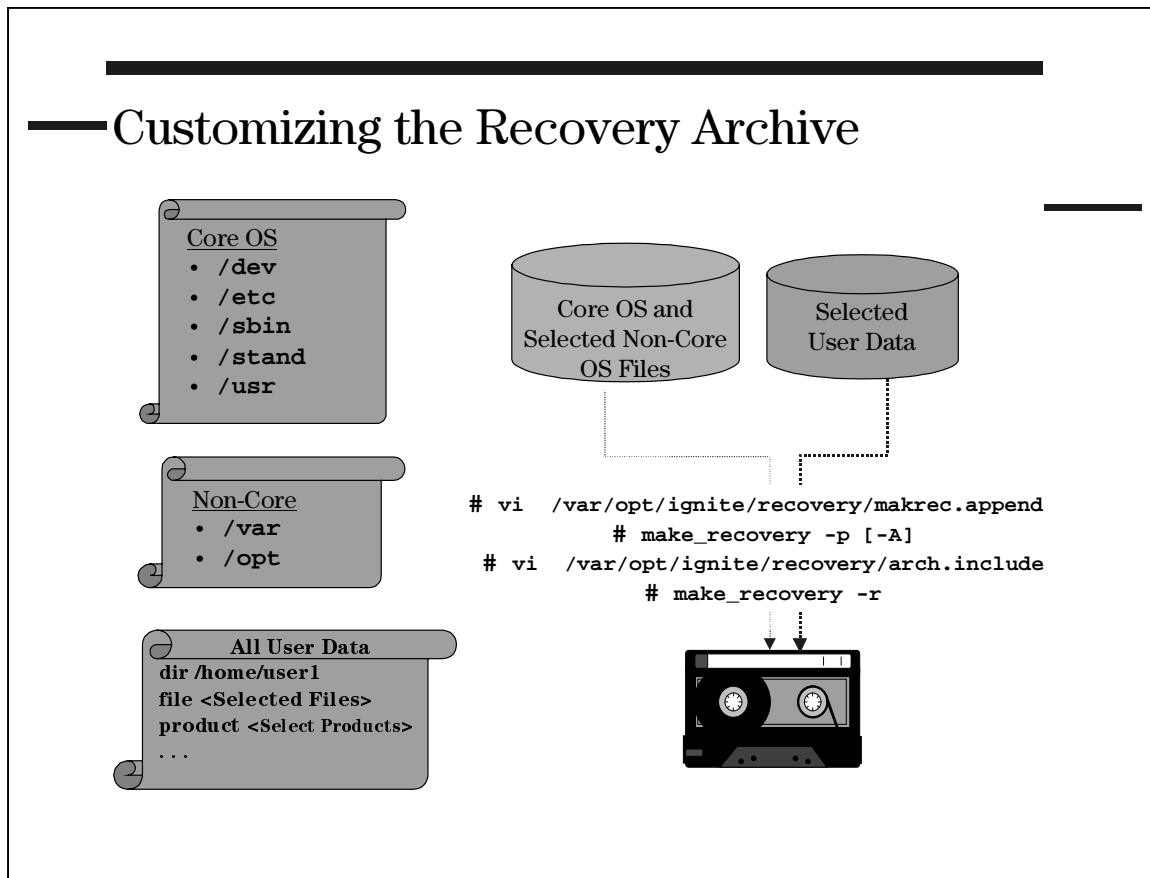 Customizing the Recovery Archive
Core OS
• /dev
• /etc
• /sbin
• /stand
• /usr
Non-Core
• /var
• /opt
All User Data
dir /home/user1
file <Selected Files>
product <Select Products>
. . .
Core OS and
Selected Non-Core
OS Files
Selected
User Data
# vi /var/opt/ignite/recovery/makrec.append
# make_recovery -p [-A]
# vi /var/opt/ignite/recovery/arch.include
# make_recovery -r